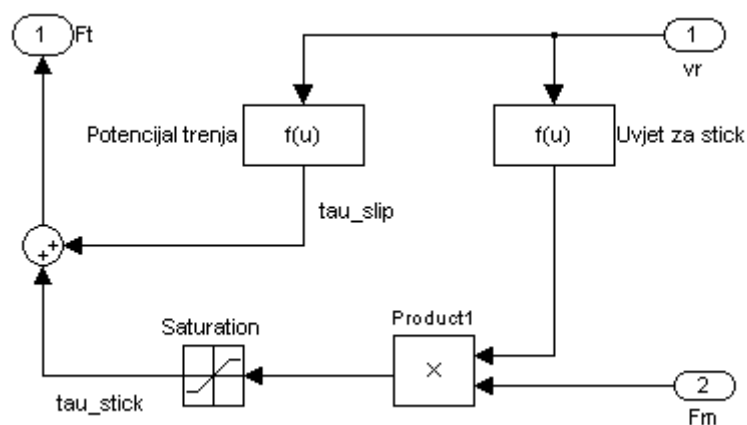 1
Ft
1
vr
Potencijal trenja
f(u)
f(u)
Uvjet za stick
tau_slip
+
+
Saturation
Product1
×
tau_stick
2
Fm